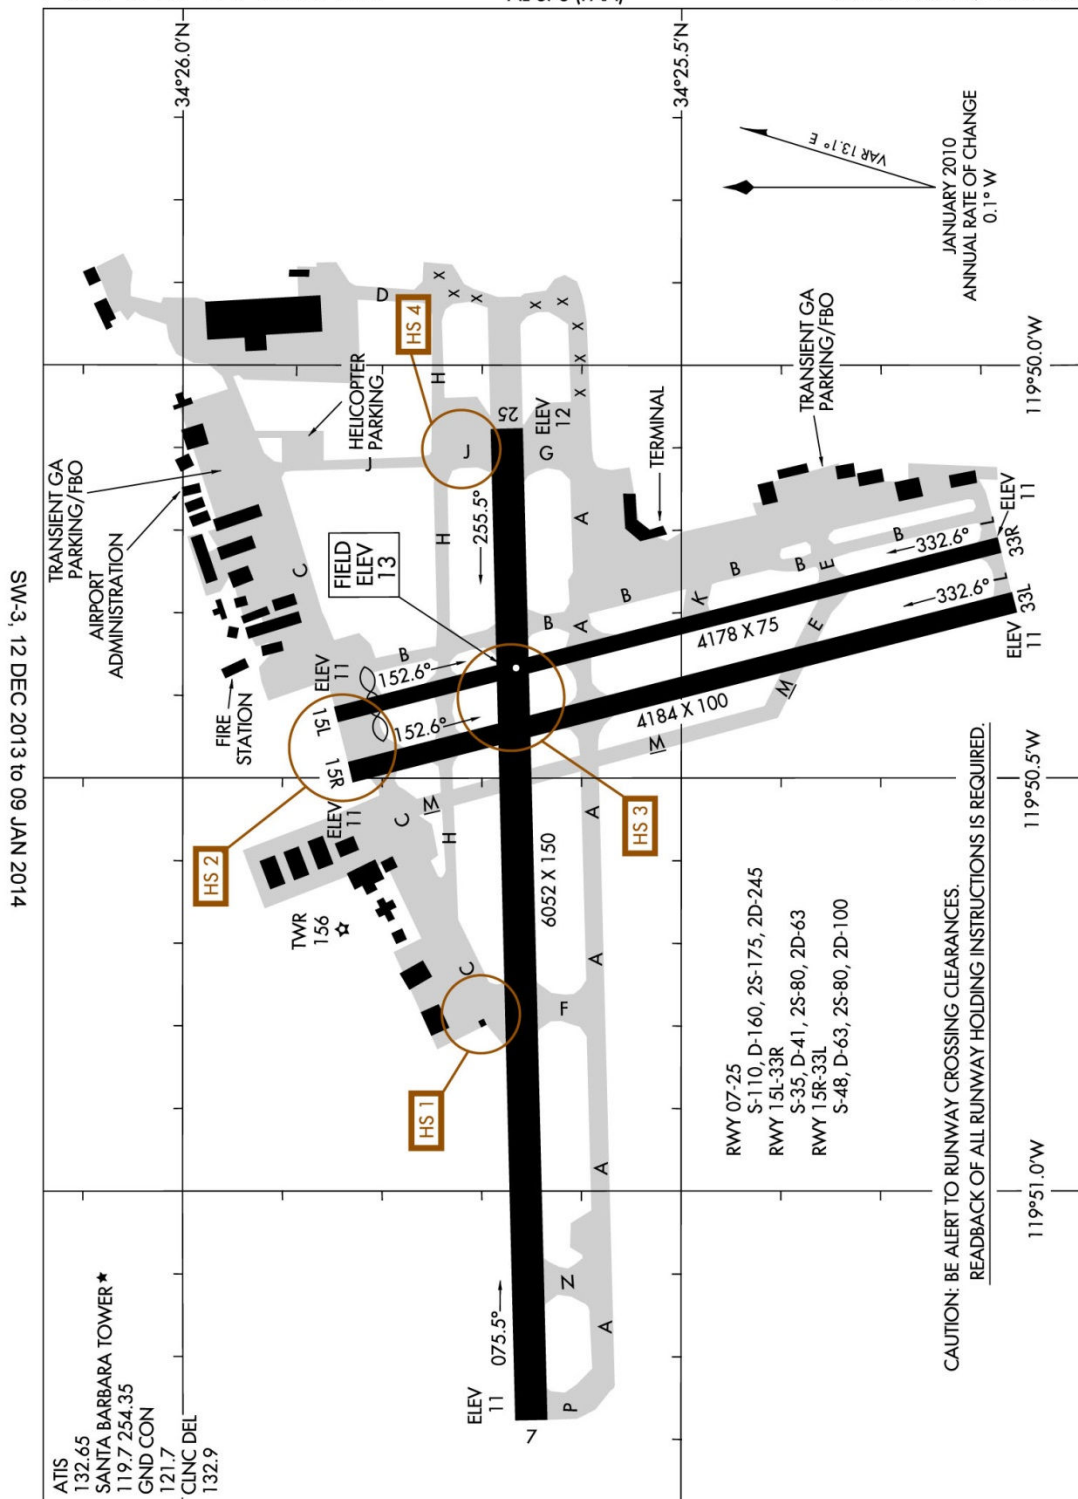 ATIS
132.65
SANTA BARBARA TOWER★
119.7 254.35
GND CON
121.7
CLNC DEL
132.9
34°26.0'N
34°25.5'N
VAR 13.1° E
JANUARY 2010
ANNUAL RATE OF CHANGE
0.1° W
119°50.0'W
119°50.5'W
119°51.0'W
TRANSIENT GA
PARKING/FBO
AIRPORT
ADMINISTRATION
FIRE
STATION
HELICOPTER
PARKING
HS 4
D
X
X
X
X
X
X
X
X
H
J
J
H
C
25
ELEV
12
G
255.5°
FIELD
ELEV
13
TERMINAL
TRANSIENT GA
PARKING/FBO
A
A
B
B
B
B
B
B
K
E
E
L
L
ELEV
11
33R
332.6°
332.6°
33L
ELEV
11
4178 X 75
4184 X 100
ELEV
11
15L
152.6°
152.6°
15R
ELEV
11
HS 2
HS 3
M
M
M
C
H
TWR
156
C
HS 1
6052 X 150
A
A
F
A
N
A
P
075.5°
ELEV
11
7
RWY 07-25
S-110, D-160, 2S-175, 2D-245
RWY 15L-33R
S-35, D-41, 2S-80, 2D-63
RWY 15R-33L
S-48, D-63, 2S-80, 2D-100
CAUTION: BE ALERT TO RUNWAY CROSSING CLEARANCES.
READBACK OF ALL RUNWAY HOLDING INSTRUCTIONS IS REQUIRED.
SW-3, 12 DEC 2013 to 09 JAN 2014